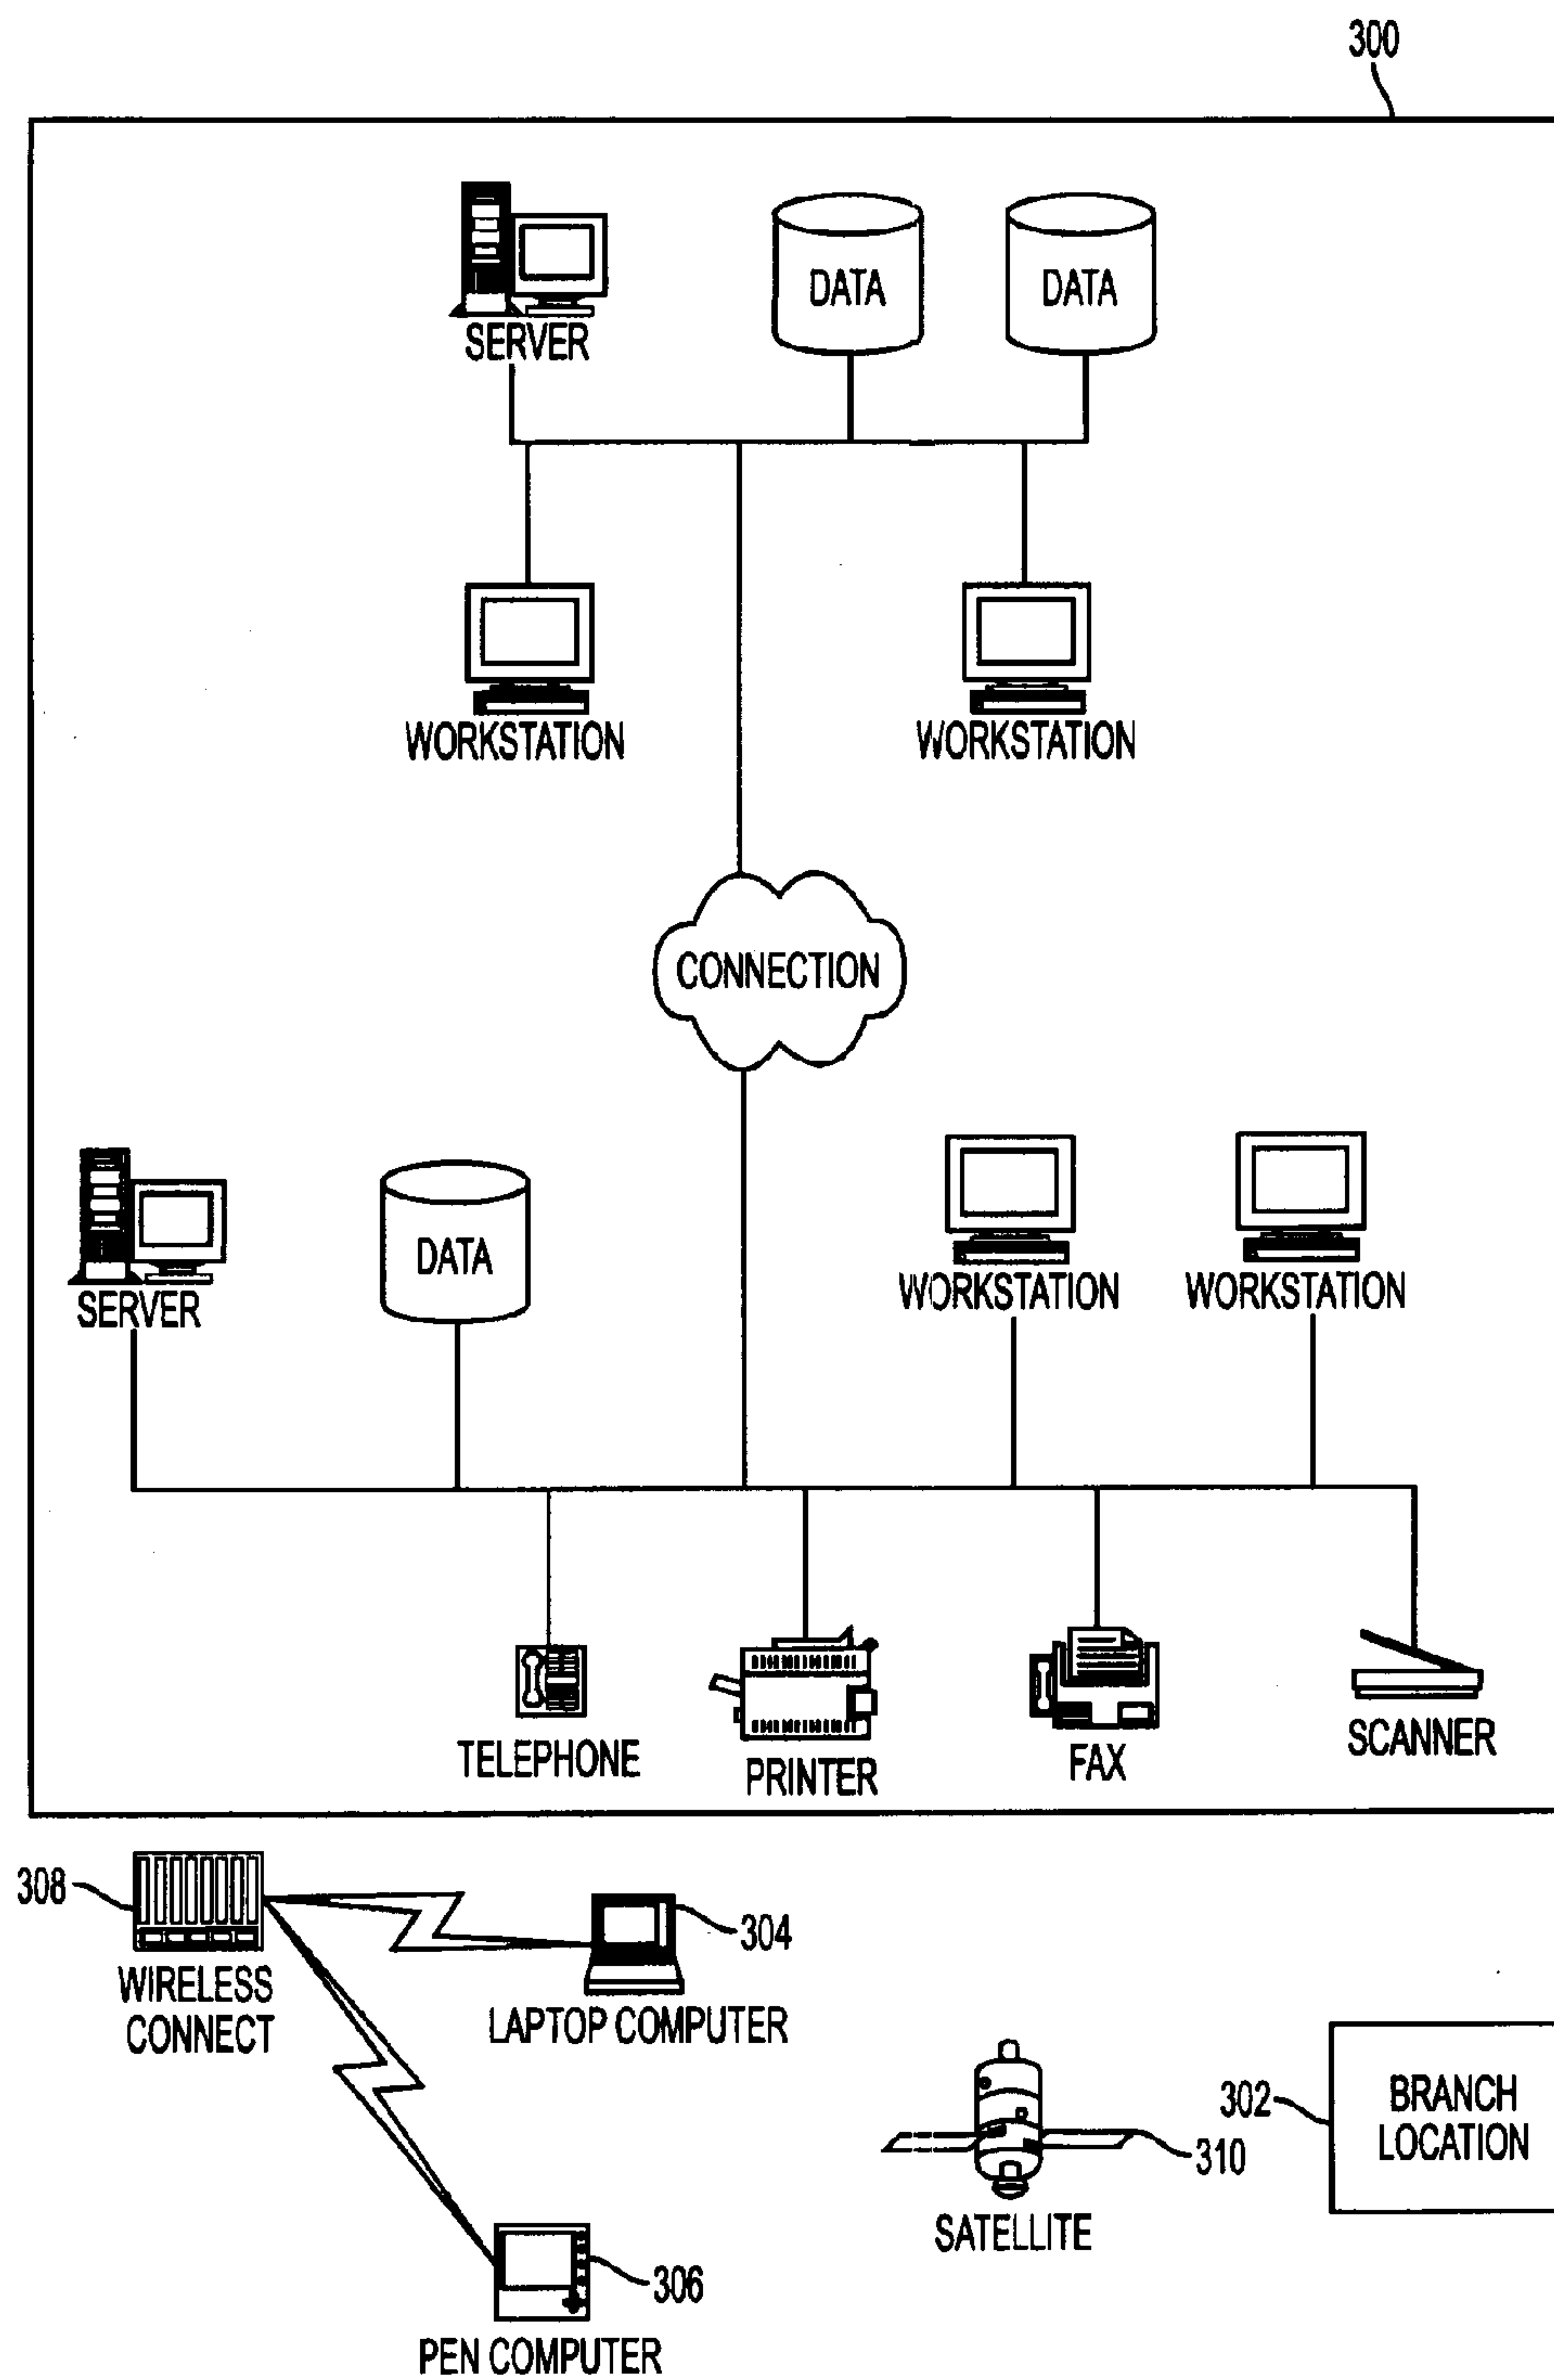 300
DATA
DATA
SERVER
WORKSTATION
WORKSTATION
CONNECTION
DATA
SERVER
WORKSTATION
WORKSTATION
TELEPHONE
PRINTER
FAX
SCANNER
308
304
WIRELESS
CONNECT
LAPTOP COMPUTER
302
BRANCH
LOCATION
310
SATELLITE
306
PEN COMPUTER